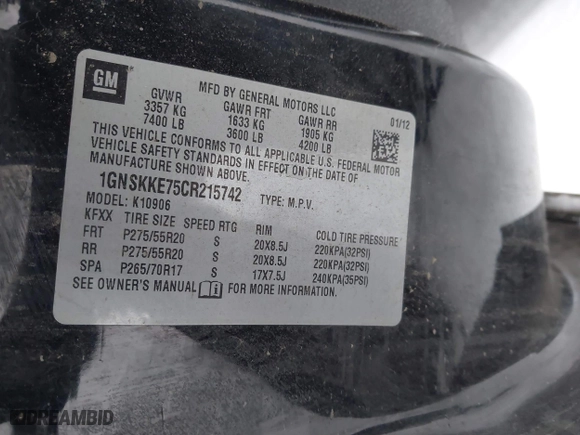 GM
MFD BY GENERAL MOTORS LLC
01/12
GVWR GAWR FRT GAWR RR
3357 KG 1633 KG 1905 KG
7400 LB 3600 LB 4200 LB
THIS VEHICLE CONFORMS TO ALL APPLICABLE U.S. FEDERAL MOTOR
VEHICLE SAFETY STANDARDS IN EFFECT ON THE DATE OF
MANUFACTURE SHOWN ABOVE.
1GNSKKE75CR215742 TYPE: M.P.V.
MODEL: K10906
KFXX TIRE SIZE SPEED RTG RIM COLD TIRE PRESSURE
FRT P275/55R20 S 20X8.5J 220KPA(32PSI)
RR P275/55R20 S 20X8.5J 220KPA(32PSI)
SPA P265/70R17 S 17X7.5J 240KPA(35PSI)
SEE OWNER'S MANUAL FOR MORE INFORMATION.
DREAMBID